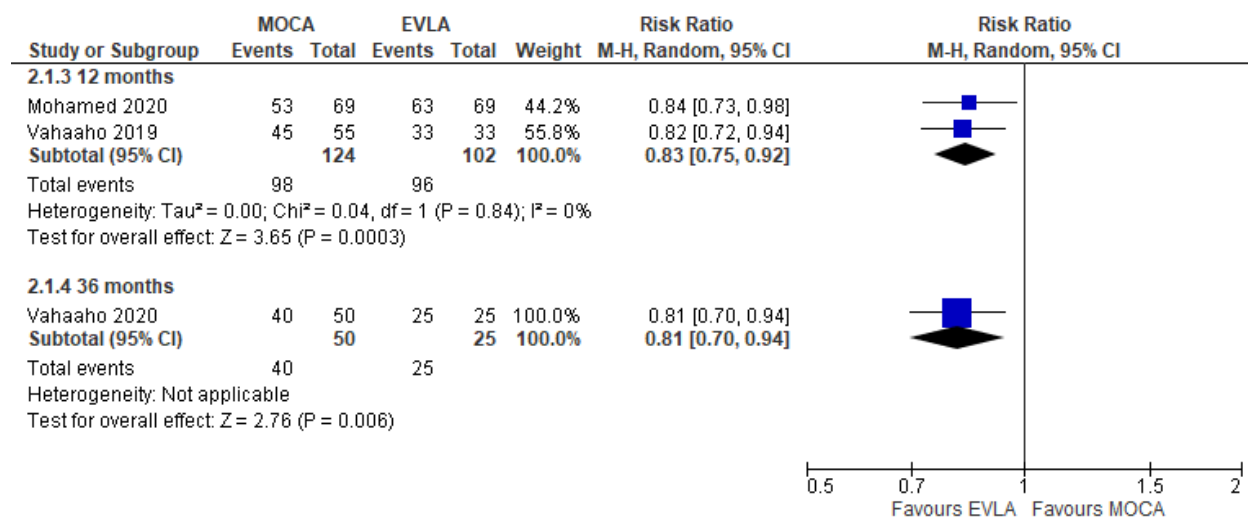 MOCA EVLA Risk Ratio Risk Ratio
Study or Subgroup Events Total Events Total Weight M-H, Random, 95% CI M-H, Random, 95% CI
2.1.3 12 months
Mohamed 2020 53 69 63 69 44.2% 0.84 [0.73, 0.98]
Vahaaho 2019 45 55 33 33 55.8% 0.82 [0.72, 0.94]
Subtotal (95% CI) 124 102 100.0% 0.83 [0.75, 0.92]
Total events 98 96
Heterogeneity: Tau² = 0.00; Chi² = 0.04, df = 1 (P = 0.84); I² = 0%
Test for overall effect: Z = 3.65 (P = 0.0003)
2.1.4 36 months
Vahaaho 2020 40 50 25 25 100.0% 0.81 [0.70, 0.94]
Subtotal (95% CI) 50 25 100.0% 0.81 [0.70, 0.94]
Total events 40 25
Heterogeneity: Not applicable
Test for overall effect: Z = 2.76 (P = 0.006)
0.5 0.7 1 1.5 2
Favours EVLA Favours MOCA